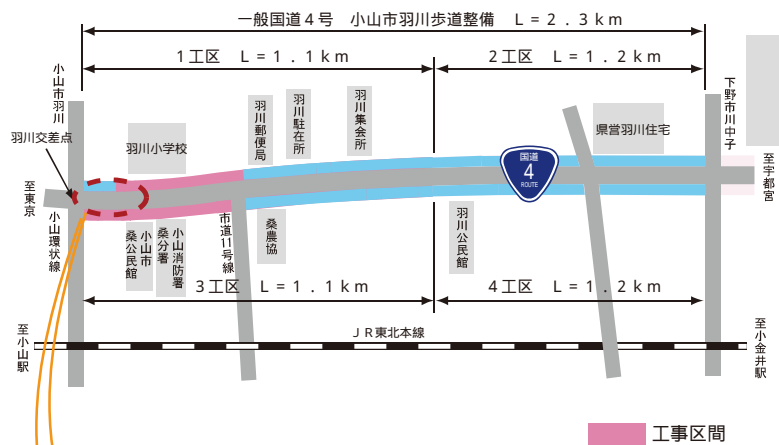 一般国道4号 小山市羽川歩道整備 L=2.3km
1工区 L=1.1km
2工区 L=1.2km
小山市羽川
下野市川中子
羽川交差点
羽川小学校
羽川郵便局
羽川駐在所
羽川集会所
県営羽川住宅
国道
4
ROUTE
至東京
至宇都宮
小山環状線
小山市
桑公民館
小山消防署
桑分署
市道11号線
桑農協
羽川公民館
3工区 L=1.1km
4工区 L=1.2km
JR東北本線
至小山駅
至小金井駅
工事区間